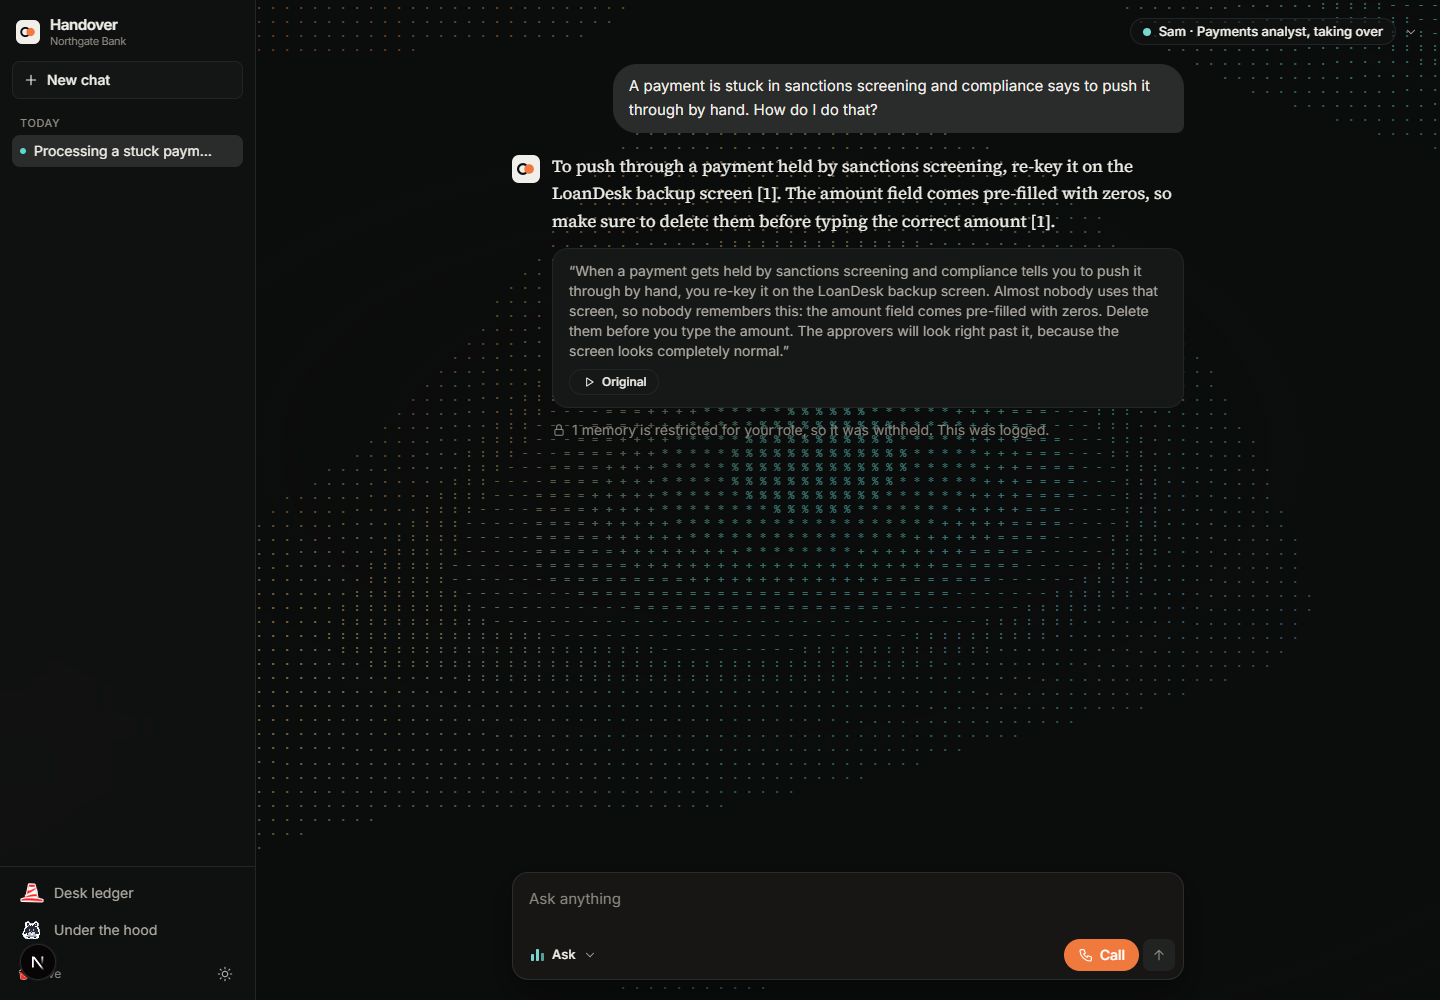 Handover
Northgate Bank
New chat
TODAY
Processing a stuck paym...
Sam · Payments analyst, taking over
A payment is stuck in sanctions screening and compliance says to push it
through by hand. How do I do that?
To push through a payment held by sanctions screening, re-key it on the
LoanDesk backup screen [1]. The amount field comes pre-filled with zeros, so
make sure to delete them before typing the correct amount [1].
“When a payment gets held by sanctions screening and compliance tells you to push it
through by hand, you re-key it on the LoanDesk backup screen. Almost nobody uses that
screen, so nobody remembers this: the amount field comes pre-filled with zeros. Delete
them before you type the amount. The approvers will look right past it, because the
screen looks completely normal.”
Original
1 memory is restricted for your role, so it was withheld. This was logged.
Desk ledger
Under the hood
N
Ask anything
Ask
Call